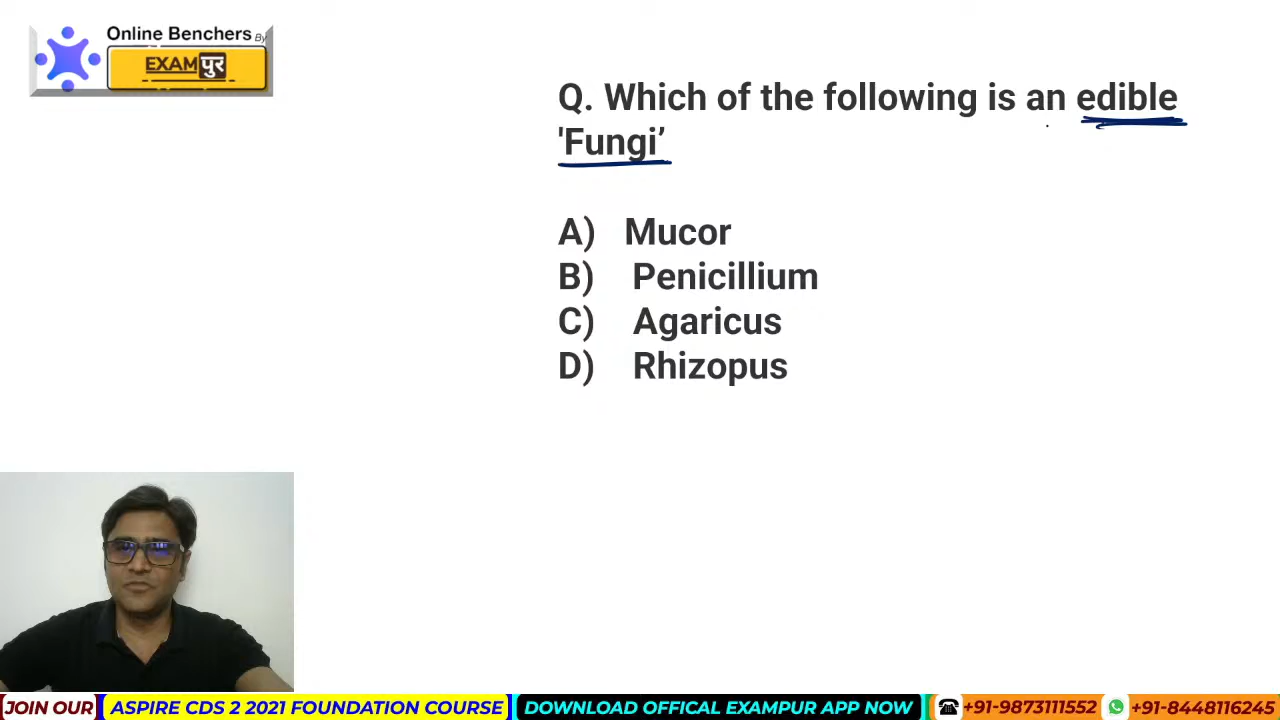 Online Benchers By
EXAMपुर
Q. Which of the following is an edible
'Fungi’
A) Mucor
B) Penicillium
C) Agaricus
D) Rhizopus
JOIN OUR ASPIRE CDS 2 2021 FOUNDATION COURSE DOWNLOAD OFFICAL EXAMPUR APP NOW +91-9873111552 +91-8448116245